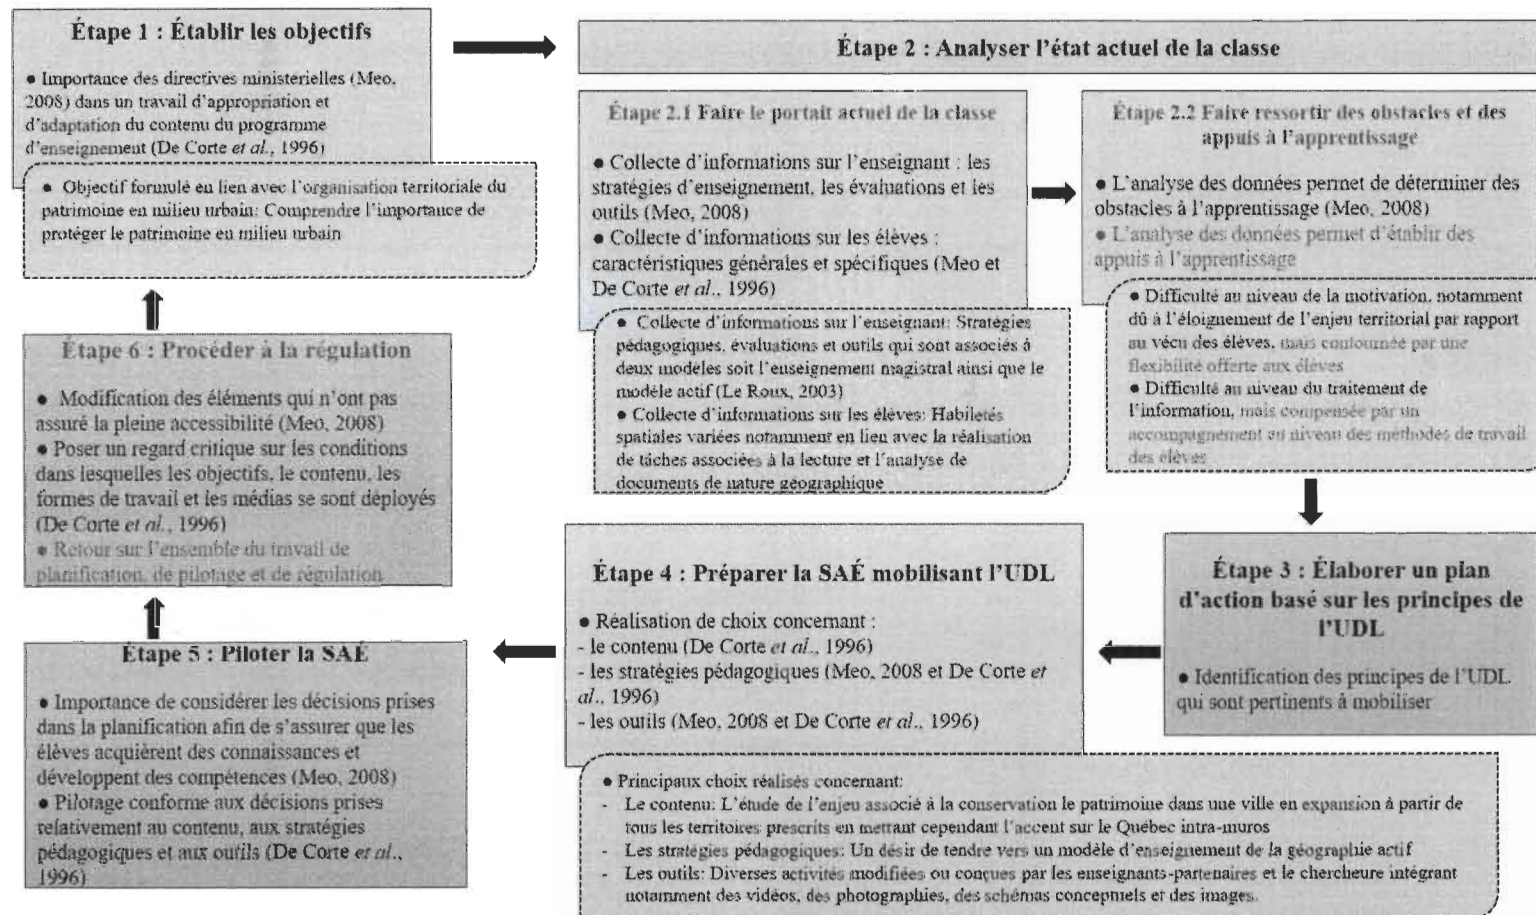 Étape 1 : Établir les objectifs
● Importance des directives ministerielles (Meo,
2008) dans un travail d'appropriation et
d'adaptation du contenu du programme
d'enseignement (De Corte et al., 1996)
● Objectif formulé en lien avec l'organisation territoriale du
patrimoine en milieu urbain: Comprendre l'importance de
protéger le patrimoine en milieu urbain
Étape 2 : Analyser l'état actuel de la classe
Étape 2.1 Faire le portait actuel de la classe
● Collecte d'informations sur l'enseignant : les
stratégies d'enseignement, les évaluations et les
outils (Meo, 2008)
● Collecte d'informations sur les élèves :
caractéristiques générales et spécifiques (Meo et
De Corte et al., 1996)
● Collecte d'informations sur l'enseignant: Stratégies
pédagogiques, évaluations et outils qui sont associés à
deux modèles soit l'enseignement magistral ainsi que le
modèle actif (Le Roux, 2003)
● Collecte d'informations sur les élèves: Habiletés
spatiales variées notamment en lien avec la réalisation
de tâches associées à la lecture et l'analyse de
documents de nature géographique
Étape 2.2 Faire ressortir des obstacles et des
appuis à l'apprentissage
● L'analyse des données permet de déterminer des
obstacles à l'apprentissage (Meo, 2008)
● L'analyse des données permet d'établir des
appuis à l'apprentissage
● Difficulté au niveau de la motivation, notamment
dû à l'éloignement de l'enjeu territorial par rapport
au vécu des élèves, mais contournée par une
flexibilité offerte aux élèves
● Difficulté au niveau du traitement de
l'information, mais compensée par un
accompagnement au niveau des méthodes de travail
des élèves
Étape 3 : Élaborer un plan
d'action basé sur les principes de
l'UDL
● Identification des principes de l'UDL
qui sont pertinents à mobiliser
Étape 4 : Préparer la SAÉ mobilisant l'UDL
● Réalisation de choix concernant :
- le contenu (De Corte et al., 1996)
- les stratégies pédagogiques (Meo, 2008 et De Corte et
al., 1996)
- les outils (Meo, 2008 et De Corte et al., 1996)
● Principaux choix réalisés concernant:
- Le contenu: L'étude de l'enjeu associé à la conservation le patrimoine dans une ville en expansion à partir de
tous les territoires prescrits en mettant cependant l'accent sur le Québec intra-muros
- Les stratégies pédagogiques: Un désir de tendre vers un modèle d'enseignement de la géographie actif
- Les outils: Diverses activités modifiées ou conçues par les enseignants-partenaires et le chercheure intégrant
notamment des vidéos, des photographies, des schémas conceptuels et des images.
Étape 5 : Piloter la SAÉ
● Importance de considérer les décisions prises
dans la planification afin de s'assurer que les
élèves acquièrent des connaissances et
développent des compétences (Meo, 2008)
● Pilotage conforme aux décisions prises
relativement au contenu, aux stratégies
pédagogiques et aux outils (De Corte et al.,
1996)
Étape 6 : Procéder à la régulation
● Modification des éléments qui n'ont pas
assuré la pleine accessibilité (Meo, 2008)
● Poser un regard critique sur les conditions
dans lesquelles les objectifs, le contenu, les
formes de travail et les médias se sont déployés
(De Corte et al., 1996)
● Retour sur l'ensemble du travail de
planification, de pilotage et de régulation